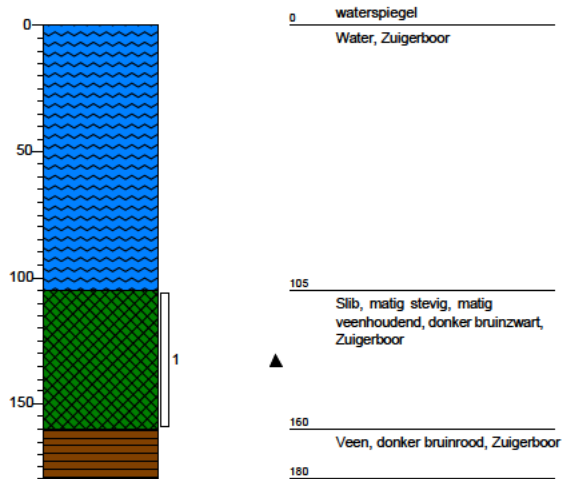 0
50
100
150
1
0 waterspiegel
Water, Zuigerboor
105
Slib, matig stevig, matig
veenhoudend, donker bruinzwart,
Zuigerboor
160
Veen, donker bruinrood, Zuigerboor
180